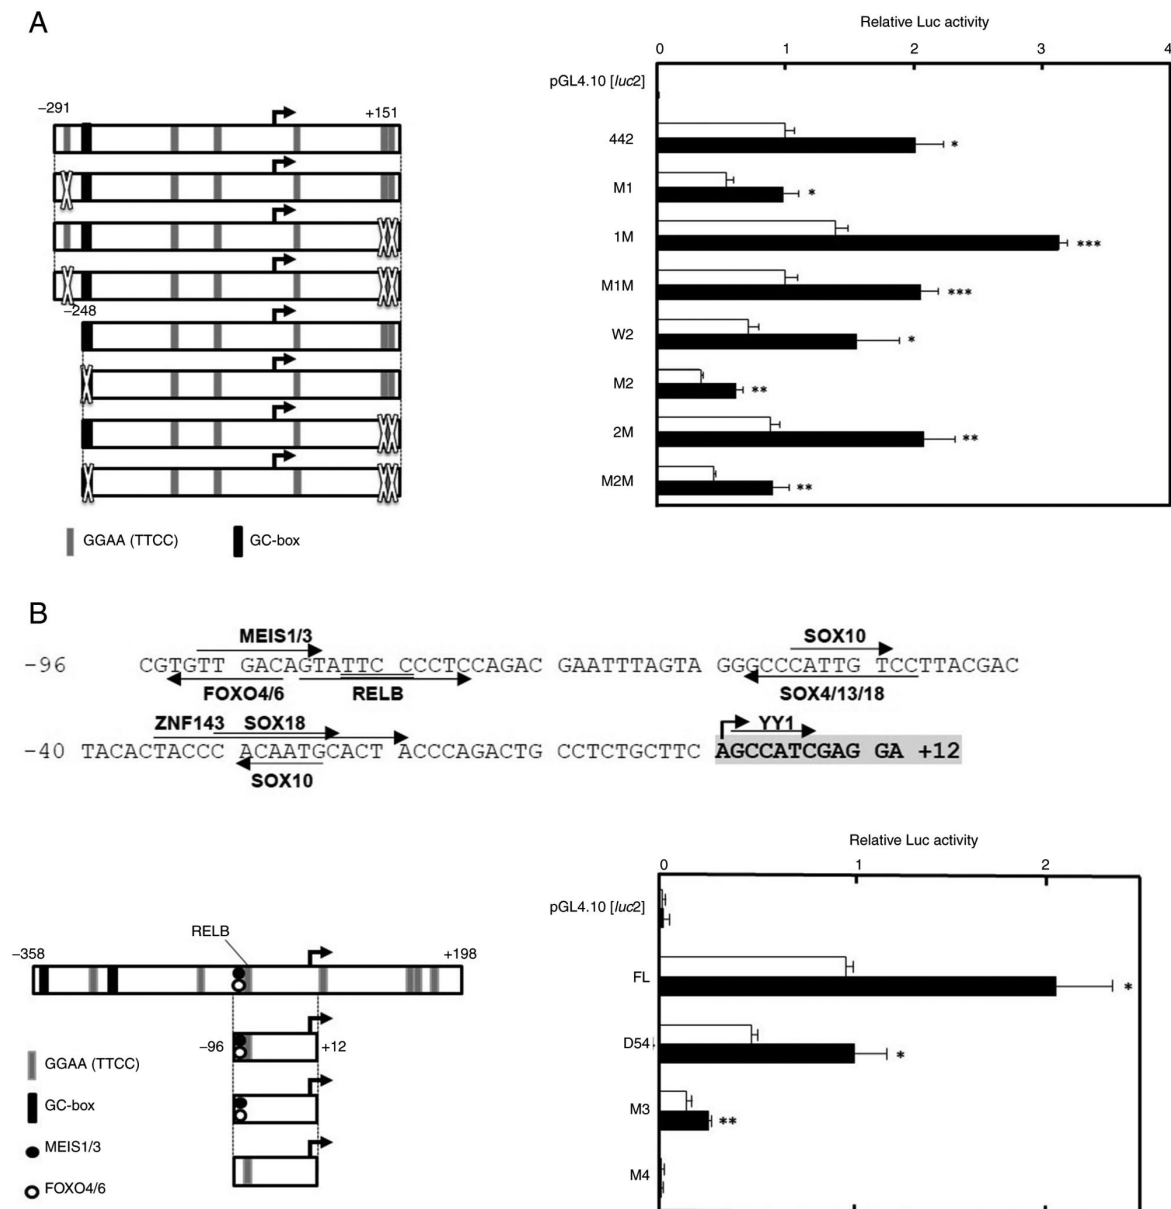 A
Relative Luc activity
0 1 2 3 4
pGL4.10 [luc2]
−291 +151
442 *
M1 *
1M ***
M1M ***
−248
W2 *
M2 **
2M **
M2M **
GGAA (TTCC) GC-box
B
MEIS1/3 SOX10
−96 CGTGTT GACAGTATTC CCCTCCAGAC GAATTTAGTA GGGCCCATTG TCCTTACGAC
FOXO4/6 RELB SOX4/13/18
ZNF143 SOX18 YY1
−40 TACACTACCC ACAATGCACT ACCCAGACTG CCTCTGCTTC AGCCATCGAG GA +12
SOX10
Relative Luc activity
0 1 2
pGL4.10 [luc2]
RELB
−358 +198
FL *
−96 +12
D54 *
GGAA (TTCC)
GC-box
M3 **
MEIS1/3
M4
FOXO4/6